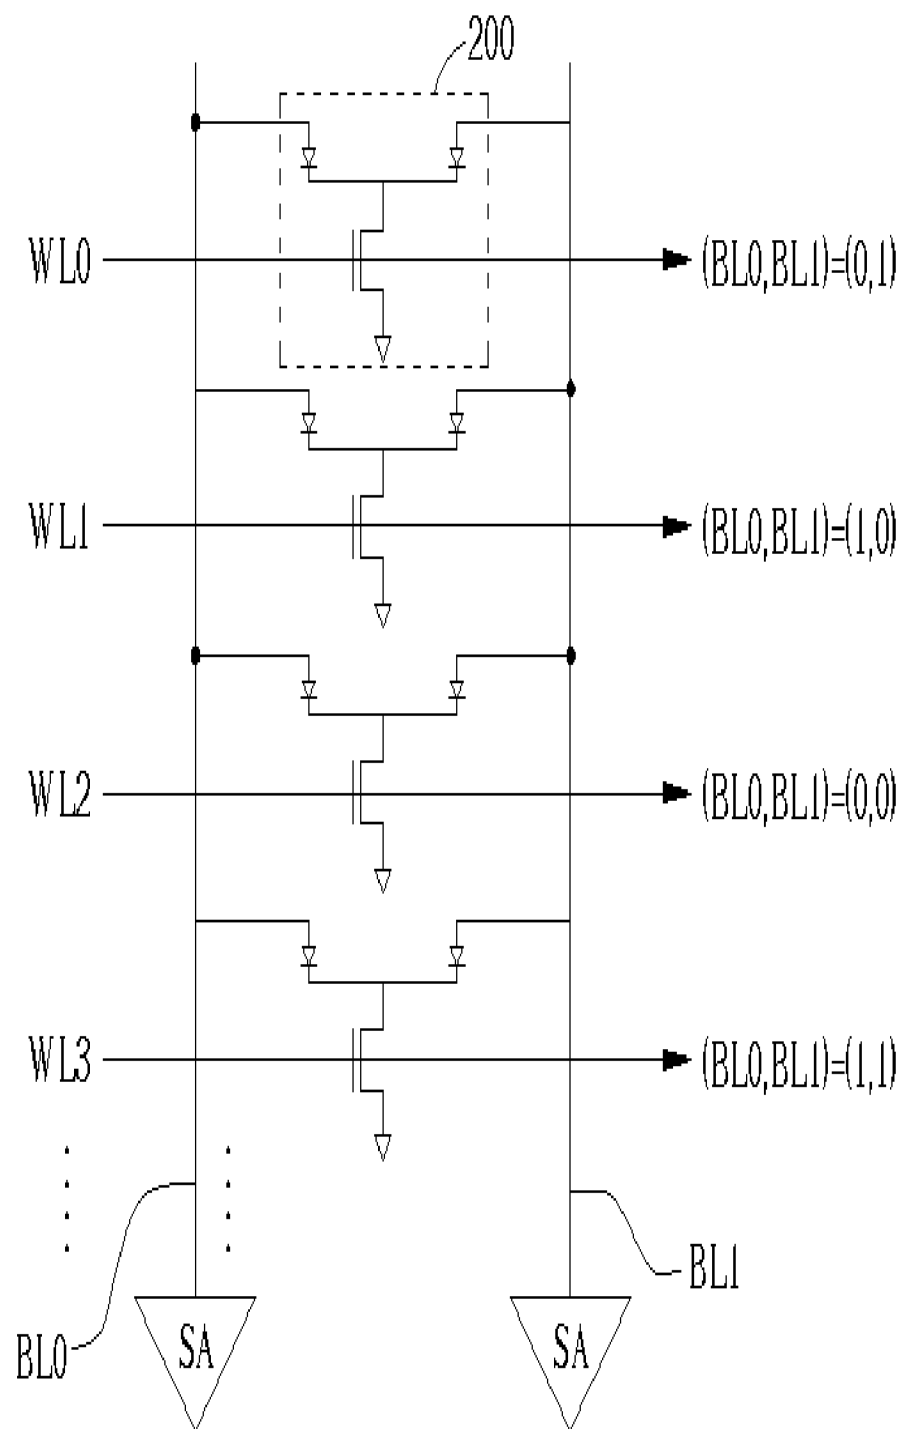 200
WL0 (BL0,BL1)=(0,1)
WL1 (BL0,BL1)=(1,0)
WL2 (BL0,BL1)=(0,0)
WL3 (BL0,BL1)=(1,1)
BL1
BL0
SA SA